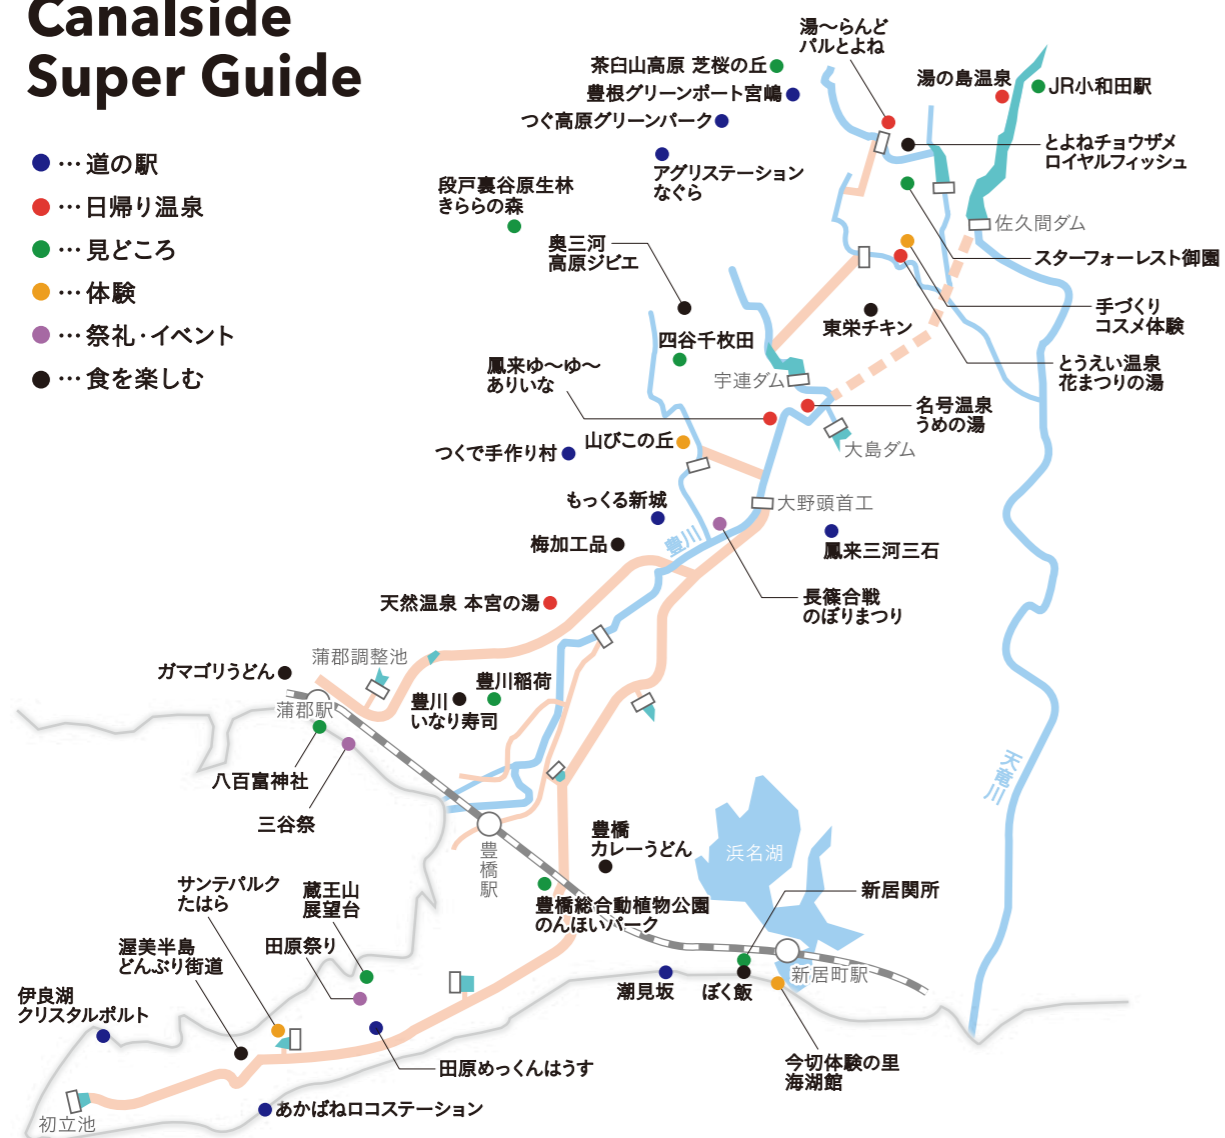 Canalside
Super Guide
…道の駅
…日帰り温泉
…見どころ
…体験
…祭礼・イベント
…食を楽しむ
湯〜らんど
パルとよね
茶臼山高原 芝桜の丘
豊根グリーンポート宮嶋
つぐ高原グリーンパーク
湯の島温泉
JR小和田駅
とよねチョウザメ
ロイヤルフィッシュ
アグリステーション
なぐら
段戸裏谷原生林
きららの森
佐久間ダム
スターフォーレスト御園
奥三河
高原ジビエ
手づくり
コスメ体験
東栄チキン
四谷千枚田
とうえい温泉
花まつりの湯
鳳来ゆ〜ゆ〜
ありいな
宇連ダム
名号温泉
うめの湯
山びこの丘
つくで手作り村
大島ダム
もっくる新城
大野頭首工
梅加工品
豊川
鳳来三河三石
天然温泉 本宮の湯
長篠合戦
のぼりまつり
蒲郡調整池
ガマゴリうどん
豊川稲荷
豊川
いなり寿司
蒲郡駅
八百富神社
三谷祭
天竜川
豊橋駅
豊橋
カレーうどん
浜名湖
サンテパルク
たはら
蔵王山
展望台
豊橋総合動植物公園
のんほいパーク
新居関所
渥美半島
どんぶり街道
田原祭り
新居町駅
潮見坂
ぼく飯
伊良湖
クリスタルポルト
田原めっくんはうす
今切体験の里
海湖館
あかばねロコステーション
初立池